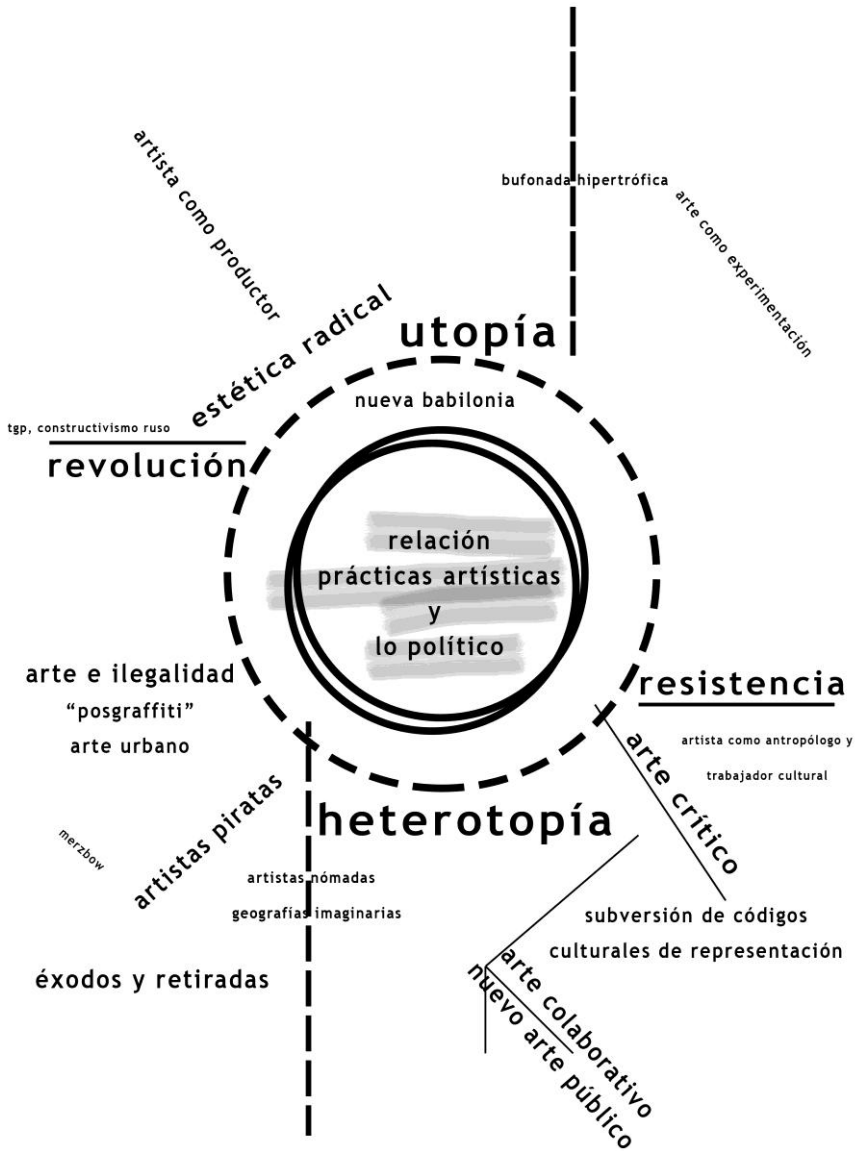 artista como productor
bufonada hipertrófica
arte como experimentación
estética radical
utopía
nueva babilonia
tgp, constructivismo ruso
revolución
relación
prácticas artísticas
y
lo político
arte e ilegalidad
“posgraffiti”
arte urbano
resistencia
artista como antropólogo y
trabajador cultural
arte crítico
heterotopía
artistas piratas
merzbow
artistas nómadas
geografías imaginarias
subversión de códigos
culturales de representación
éxodos y retiradas
arte colaborativo
nuevo arte público